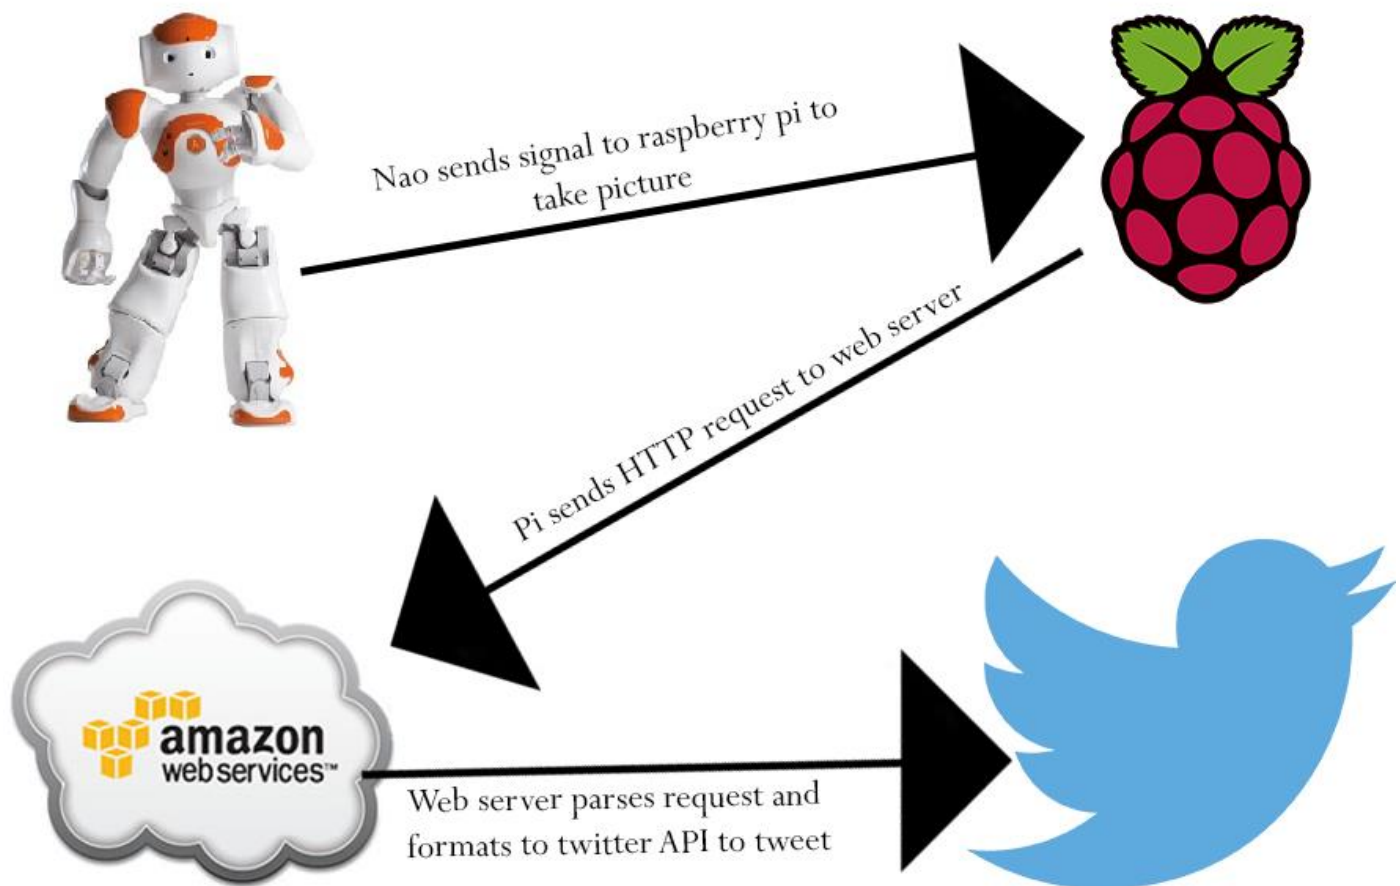 Nao sends signal to raspberry pi to
take picture
Pi sends HTTP request to web server
amazon
webservices™
Web server parses request and
formats to twitter API to tweet